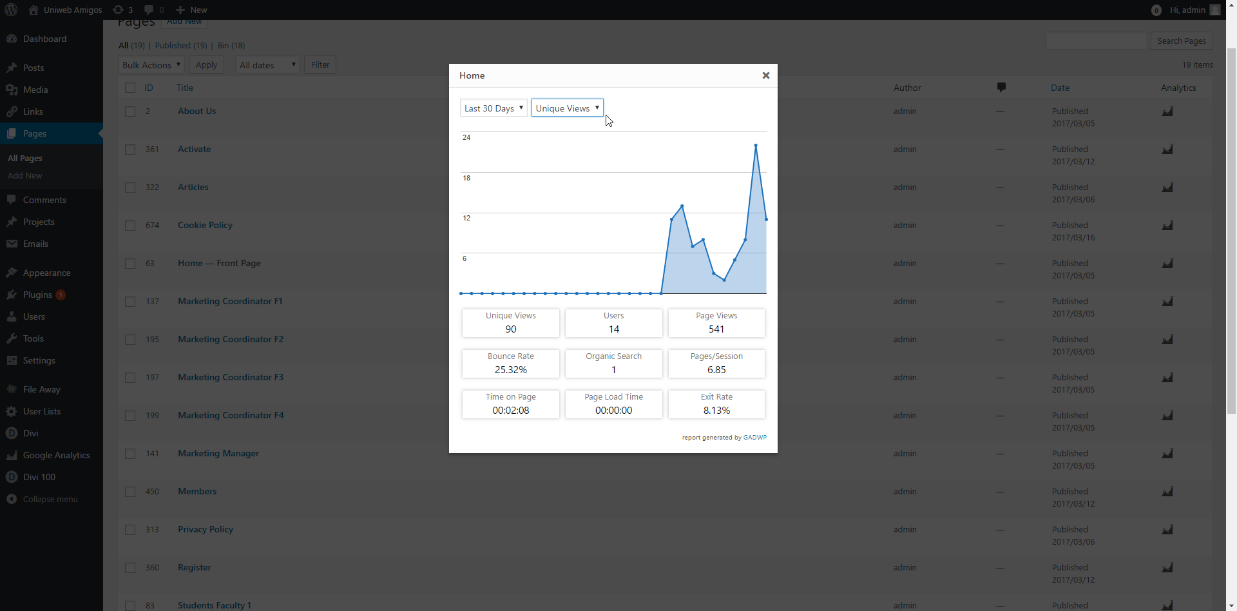 Uniweb Amigos 3 0 New 0 Hi, admin
Pages Add New
Dashboard
Posts
Media
Links
Pages
All Pages
Add New
Comments
Projects
Emails
Appearance
Plugins 1
Users
Tools
Settings
File Away
User Lists
Divi
Google Analytics
Divi 100
Collapse menu
All (19) | Published (19) | Bin (18)
Search Pages
Bulk Actions Apply All dates Filter
19 items
ID Title Author Date Analytics
2 About Us admin — Published
2017/03/05
361 Activate admin — Published
2017/03/12
322 Articles admin — Published
2017/03/06
674 Cookie Policy admin — Published
2017/03/16
63 Home — Front Page admin — Published
2017/03/05
137 Marketing Coordinator F1 admin — Published
2017/03/05
195 Marketing Coordinator F2 admin — Published
2017/03/05
197 Marketing Coordinator F3 admin — Published
2017/03/05
199 Marketing Coordinator F4 admin — Published
2017/03/05
141 Marketing Manager admin — Published
2017/03/05
450 Members admin — Published
2017/03/12
313 Privacy Policy admin — Published
2017/03/06
360 Register admin — Published
2017/03/12
83 Students Faculty 1 admin — Published
Home
Last 30 Days Unique Views
24
18
12
6
Unique Views Users Page Views
90 14 541
Bounce Rate Organic Search Pages/Session
25.32% 1 6.85
Time on Page Page Load Time Exit Rate
00:02:08 00:00:00 8.13%
report generated by GADWP